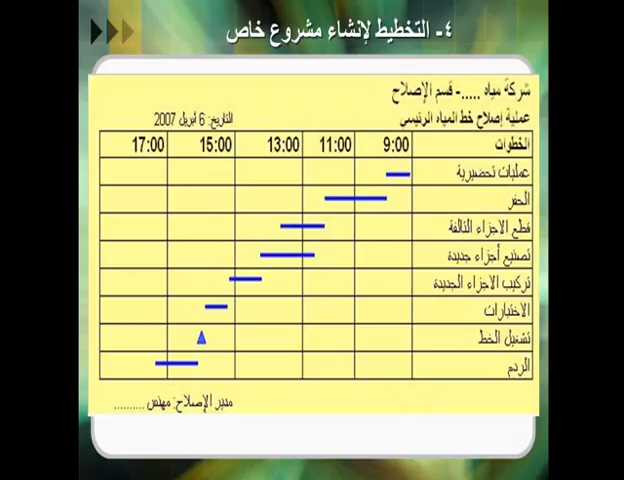 ٤- التخطيط لإنشاء مشروع خاص
شركة مياه .....- قسم الإصلاح
عملية إصلاح خط المياه الرئيسي التاريخ: 6 أبريل 2007
الخطوات 9:00 11:00 13:00 15:00 17:00
عمليات تحضيرية
الحفر
قطع الاجزاء التالفة
تصنيع أجزاء جديدة
تركيب الاجزاء الجديدة
الاختبارات
تشغيل الخط
الردم
مدير الإصلاح: مهندس ..........